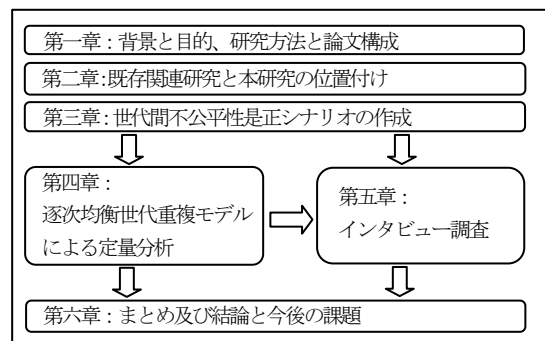 第一章：背景と目的、研究方法と論文構成
第二章:既存関連研究と本研究の位置付け
第三章：世代間不公平性是正シナリオの作成
第四章：
逐次均衡世代重複モデル
による定量分析
第五章：
インタビュー調査
第六章：まとめ及び結論と今後の課題